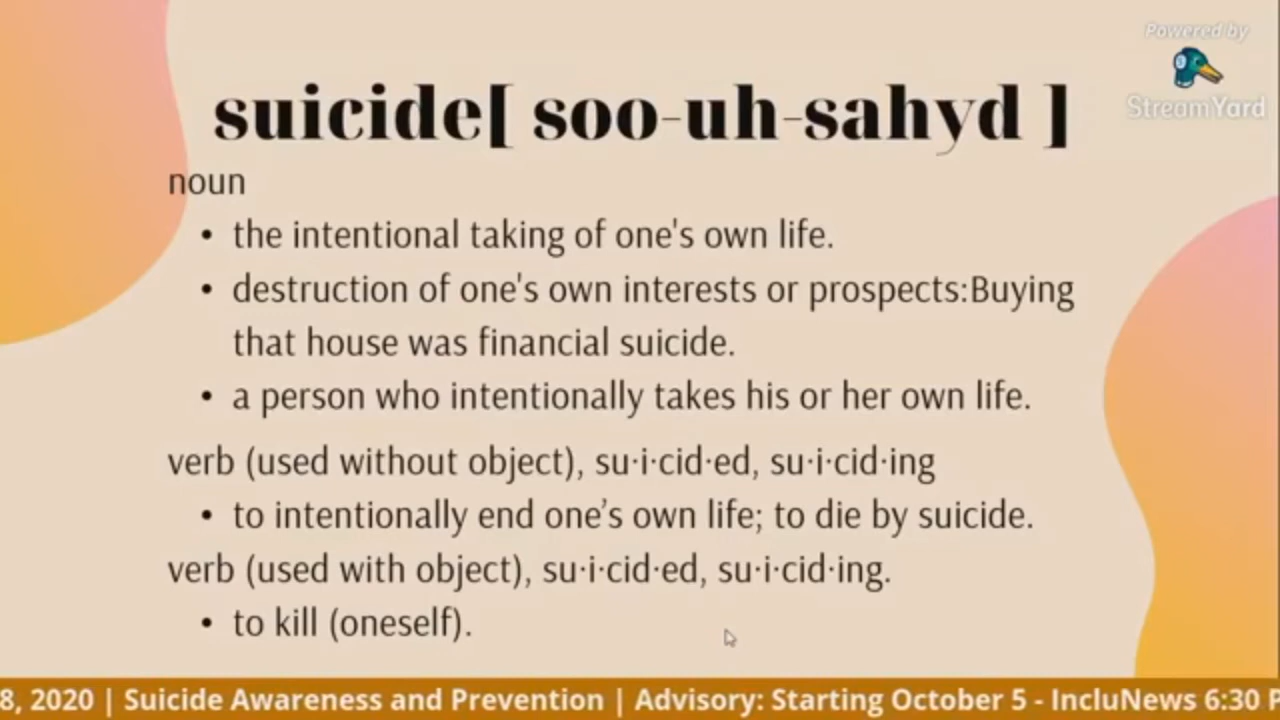 Powered by
StreamYard
suicide[ soo-uh-sahyd ]
noun
• the intentional taking of one's own life.
• destruction of one's own interests or prospects:Buying
that house was financial suicide.
• a person who intentionally takes his or her own life.
verb (used without object), su·i·cid·ed, su·i·cid·ing
• to intentionally end one’s own life; to die by suicide.
verb (used with object), su·i·cid·ed, su·i·cid·ing.
• to kill (oneself).
8, 2020 | Suicide Awareness and Prevention | Advisory: Starting October 5 - IncluNews 6:30 P